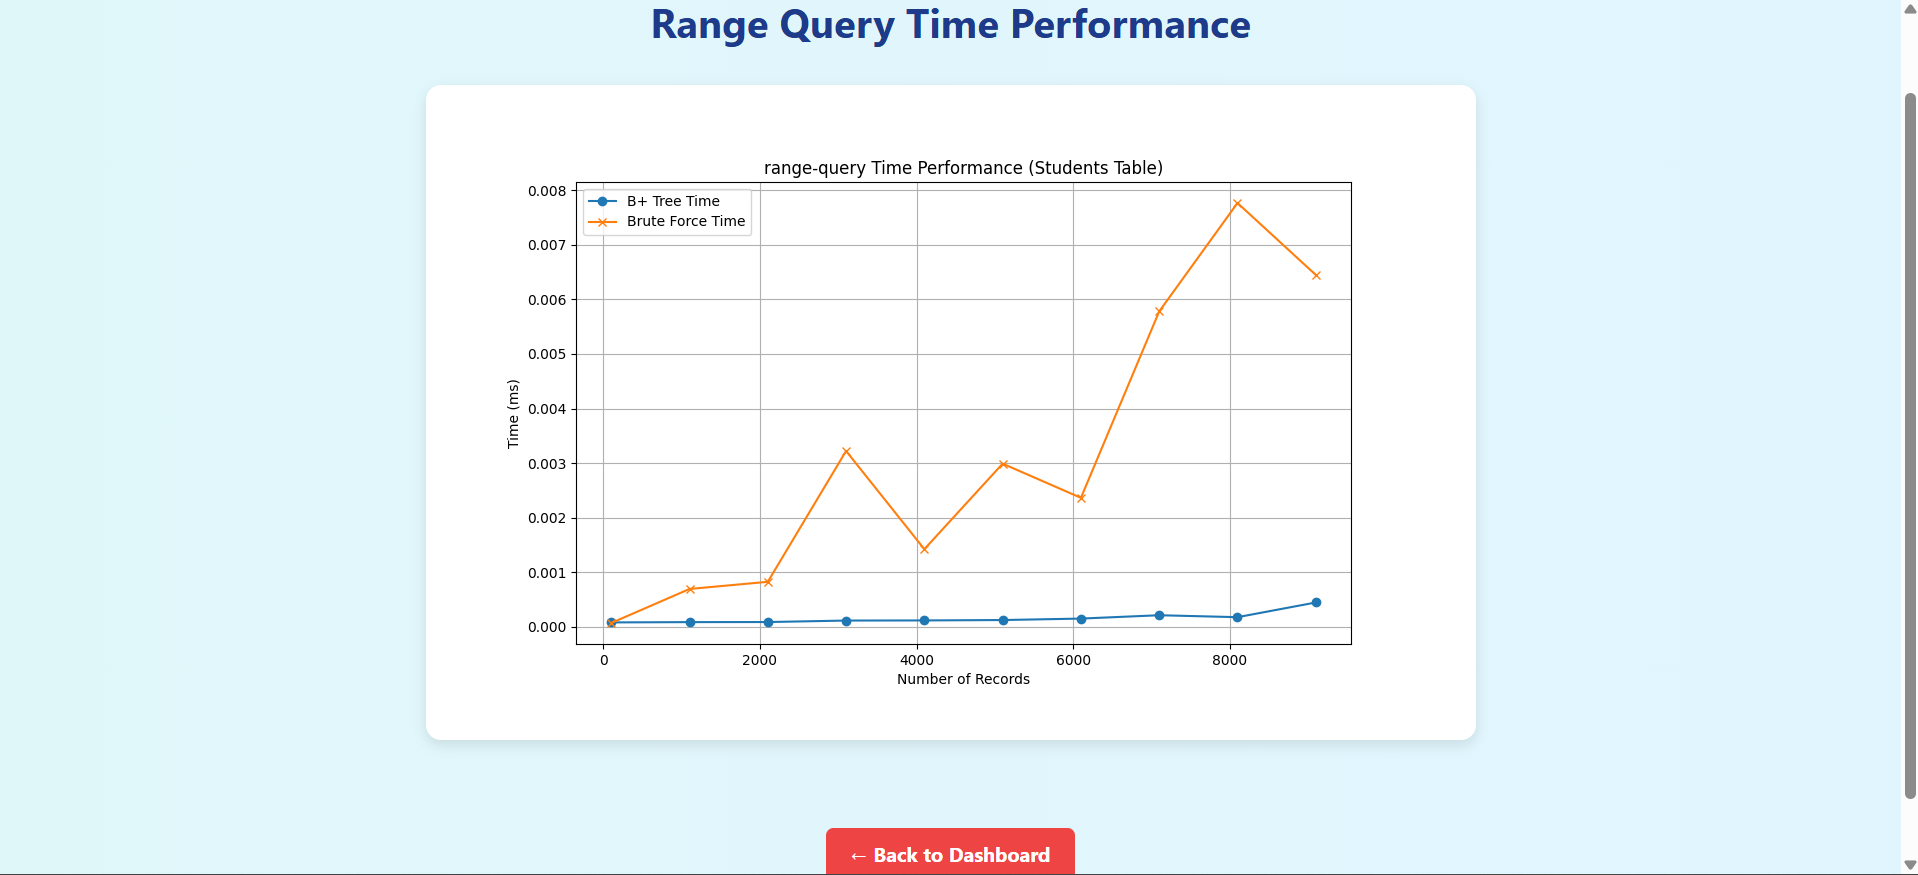 Range Query Time Performance
range-query Time Performance (Students Table)
B+ Tree Time
Brute Force Time
0.008
0.007
0.006
0.005
0.004
0.003
0.002
0.001
0.000
Time (ms)
0 2000 4000 6000 8000
Number of Records
← Back to Dashboard